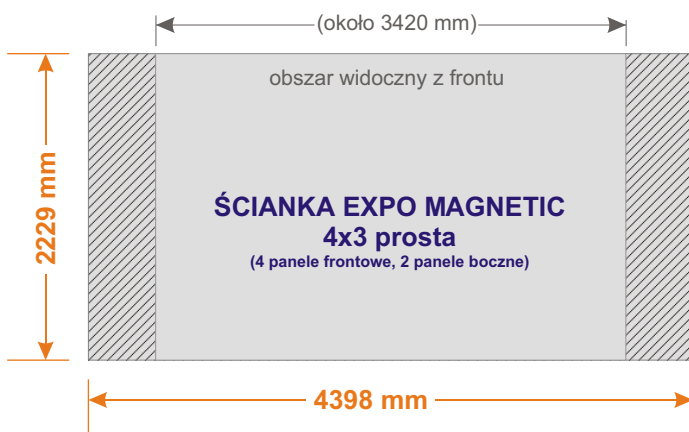 (około 3420 mm)
obszar widoczny z frontu
2229 mm
ŚCIANKA EXPO MAGNETIC
4x3 prosta
(4 panele frontowe, 2 panele boczne)
4398 mm